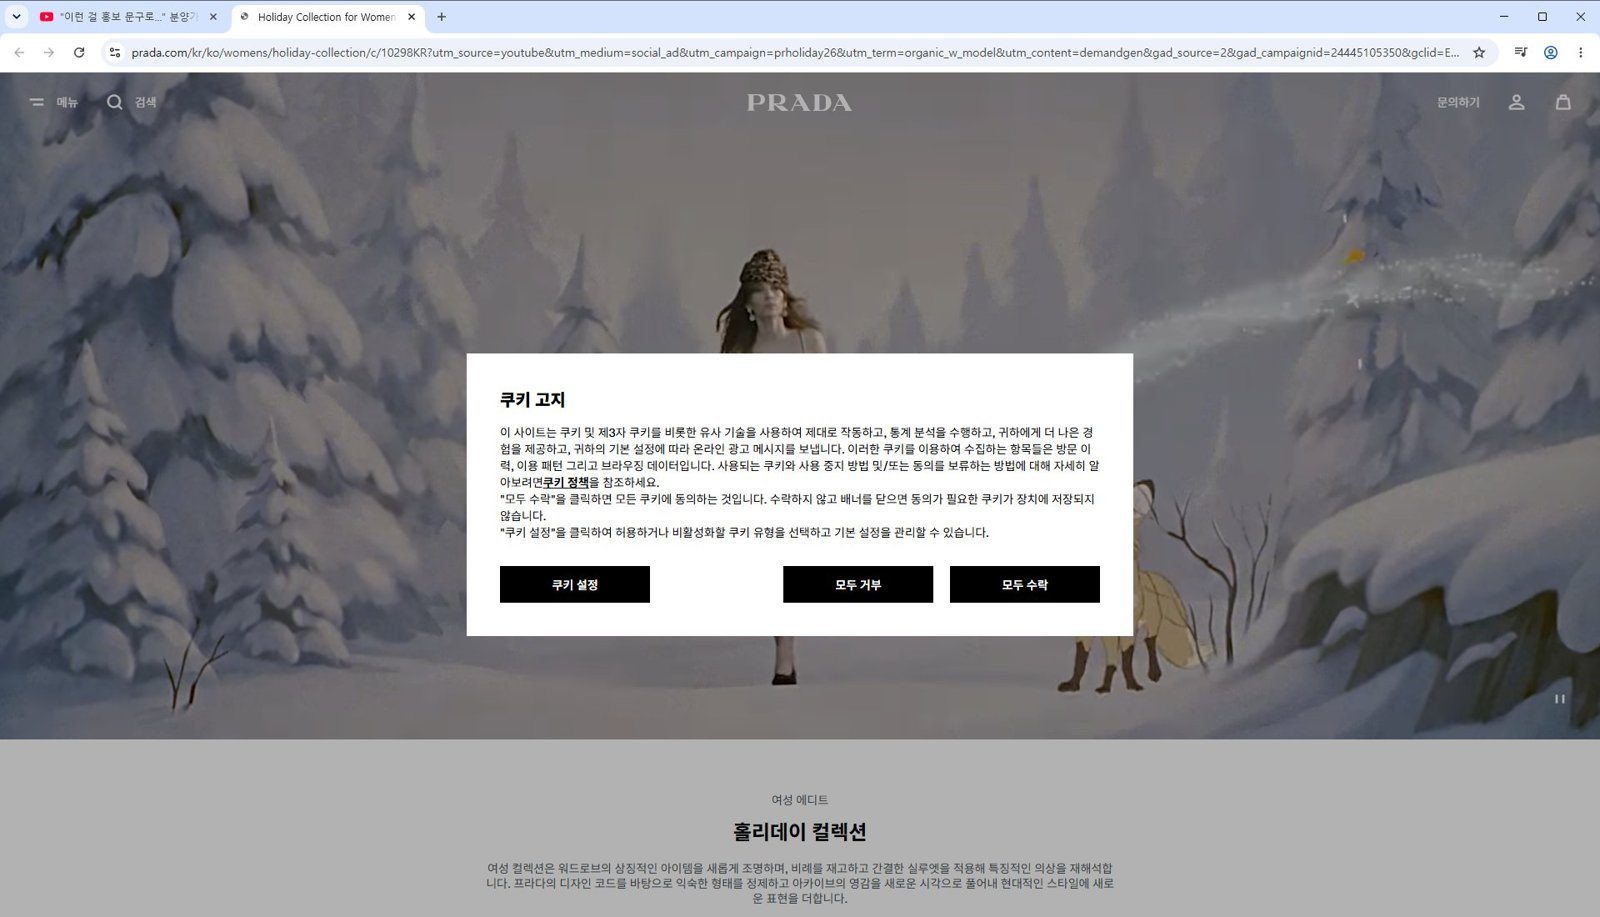 "이런 걸 홍보 문구로..." 분양가
Holiday Collection for Women
prada.com/kr/ko/womens/holiday-collection/c/10298KR?utm_source=youtube&utm_medium=social_ad&utm_campaign=prholiday26&utm_term=organic_w_model&utm_content=demandgen&gad_source=2&gad_campaignid=24445105350&gclid=E...
메뉴
검색
PRADA
문의하기
쿠키 고지
이 사이트는 쿠키 및 제3자 쿠키를 비롯한 유사 기술을 사용하여 제대로 작동하고, 통계 분석을 수행하고, 귀하에게 더 나은 경
험을 제공하고, 귀하의 기본 설정에 따라 온라인 광고 메시지를 보냅니다. 이러한 쿠키를 이용하여 수집하는 항목들은 방문 이
력, 이용 패턴 그리고 브라우징 데이터입니다. 사용되는 쿠키와 사용 중지 방법 및/또는 동의를 보류하는 방법에 대해 자세히 알
아보려면쿠키 정책을 참조하세요.
"모두 수락"을 클릭하면 모든 쿠키에 동의하는 것입니다. 수락하지 않고 배너를 닫으면 동의가 필요한 쿠키가 장치에 저장되지
않습니다.
"쿠키 설정"을 클릭하여 허용하거나 비활성화할 쿠키 유형을 선택하고 기본 설정을 관리할 수 있습니다.
쿠키 설정
모두 거부
모두 수락
여성 에디트
홀리데이 컬렉션
여성 컬렉션은 워드로브의 상징적인 아이템을 새롭게 조명하며, 비례를 재고하고 간결한 실루엣을 적용해 특징적인 의상을 재해석합
니다. 프라다의 디자인 코드를 바탕으로 익숙한 형태를 정제하고 아카이브의 영감을 새로운 시각으로 풀어내 현대적인 스타일에 새로
운 표현을 더합니다.